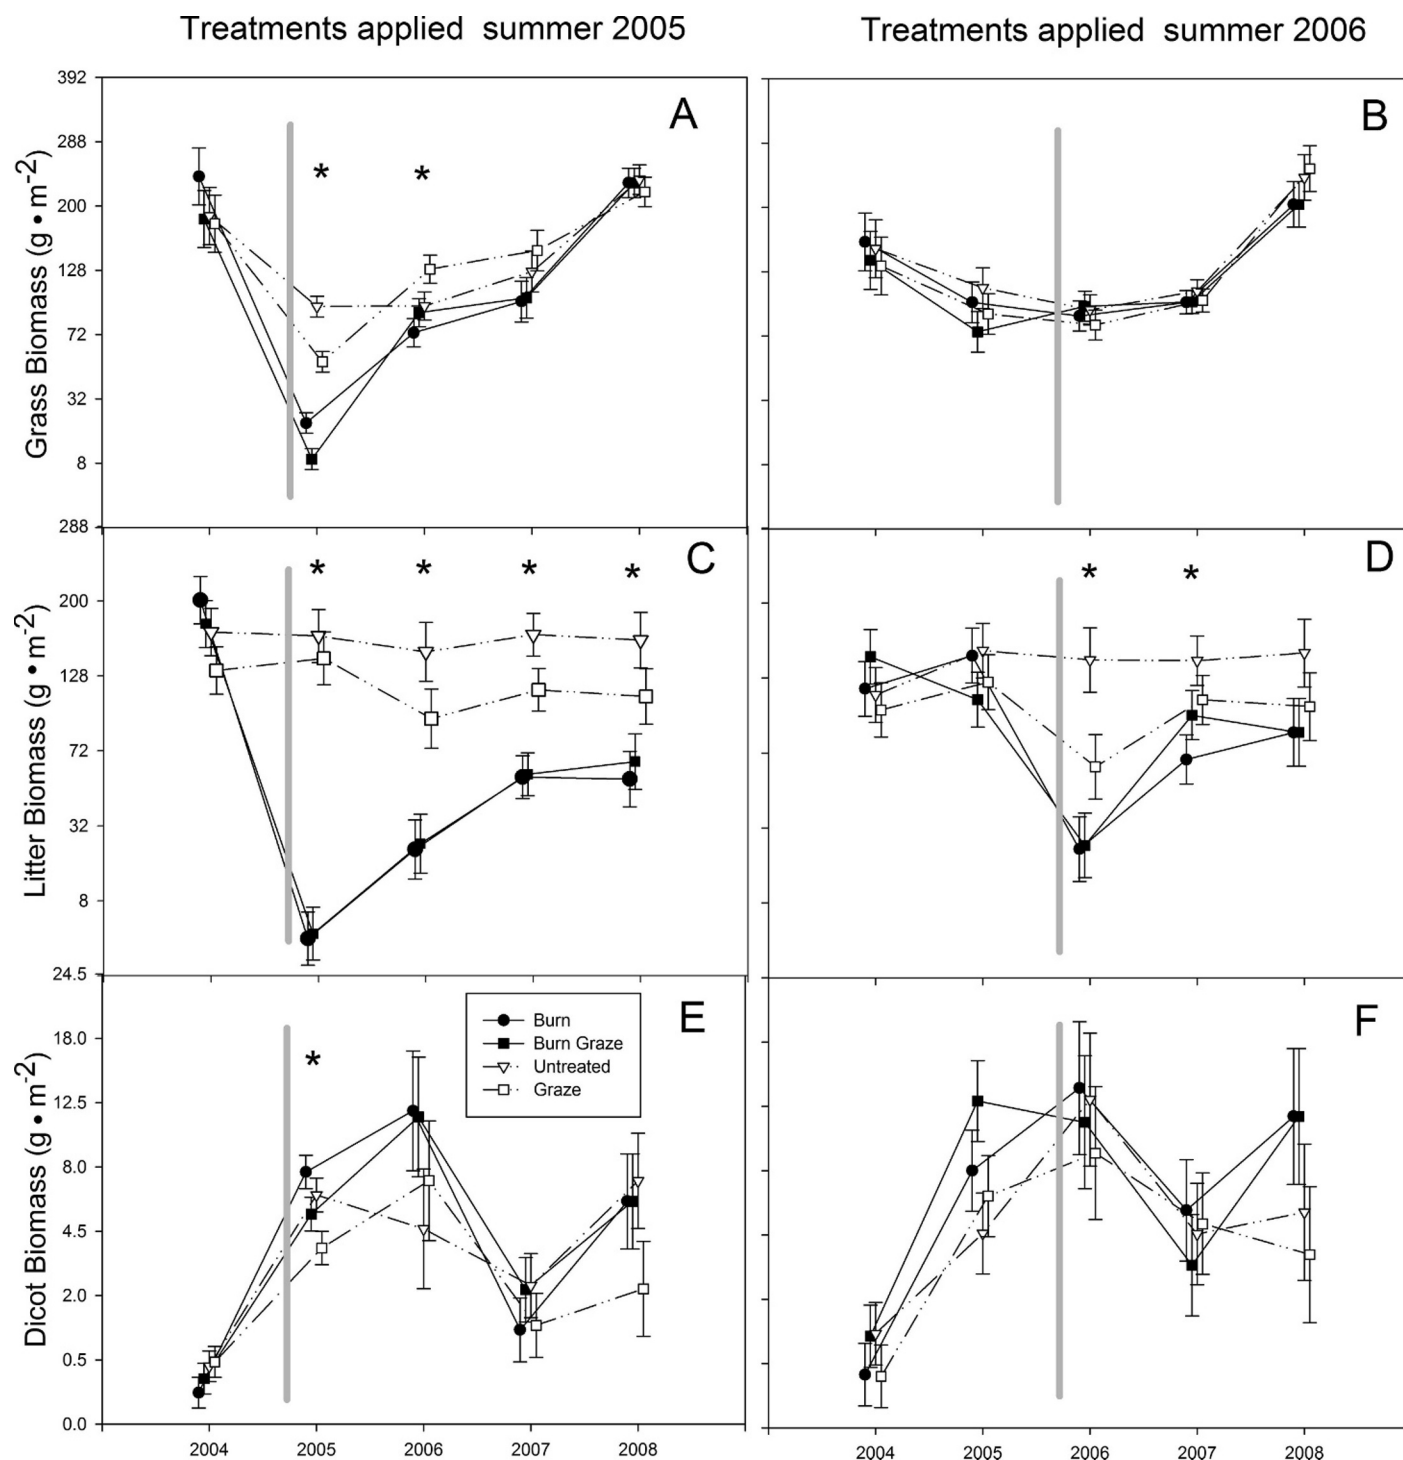 Treatments applied summer 2005
Treatments applied summer 2006
392
288
200
128
72
32
8
Grass Biomass (g • m-2)
A
*
*
B
288
200
128
72
32
8
Litter Biomass (g • m-2)
C
*
*
*
*
D
*
*
24.5
18.0
12.5
8.0
4.5
2.0
0.5
0.0
Dicot Biomass (g • m-2)
E
*
Burn
Burn Graze
Untreated
Graze
F
2004 2005 2006 2007 2008
2004 2005 2006 2007 2008